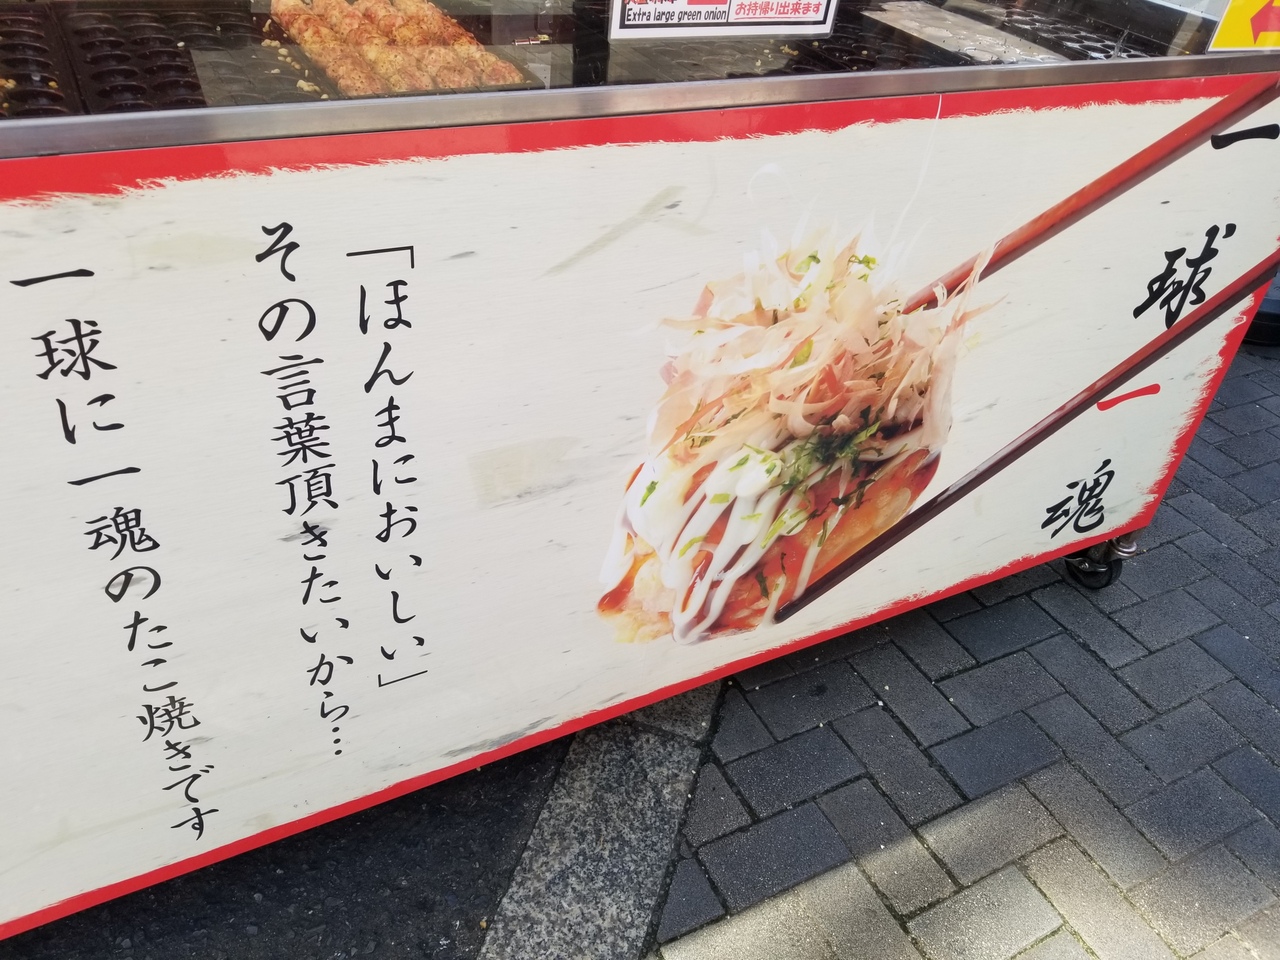 Extra large green onion
お持帰り出来ます
一球一魂
「ほんまにおいしい」
その言葉頂きたいから…
一球に一魂のたこ焼きです